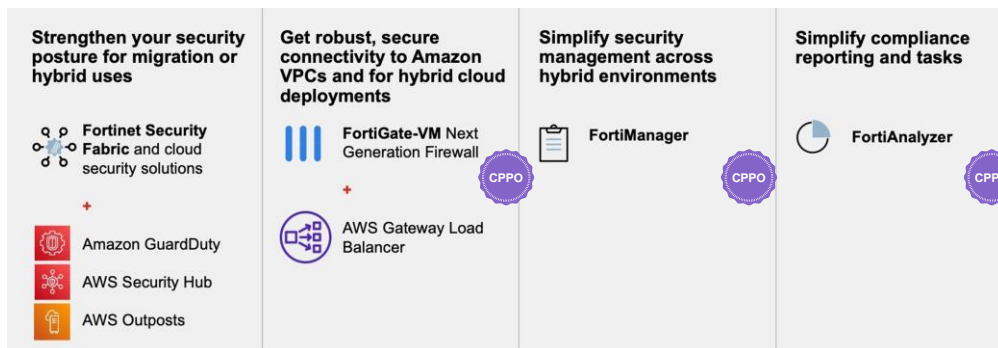 Strengthen your security
posture for migration or
hybrid uses
Fortinet Security
Fabric and cloud
security solutions
+
Amazon GuardDuty
AWS Security Hub
AWS Outposts
Get robust, secure
connectivity to Amazon
VPCs and for hybrid cloud
deployments
FortiGate-VM Next
Generation Firewall
CPPO
+
AWS Gateway Load
Balancer
Simplify security
management across
hybrid environments
FortiManager
CPPO
Simplify compliance
reporting and tasks
FortiAnalyzer
CPP